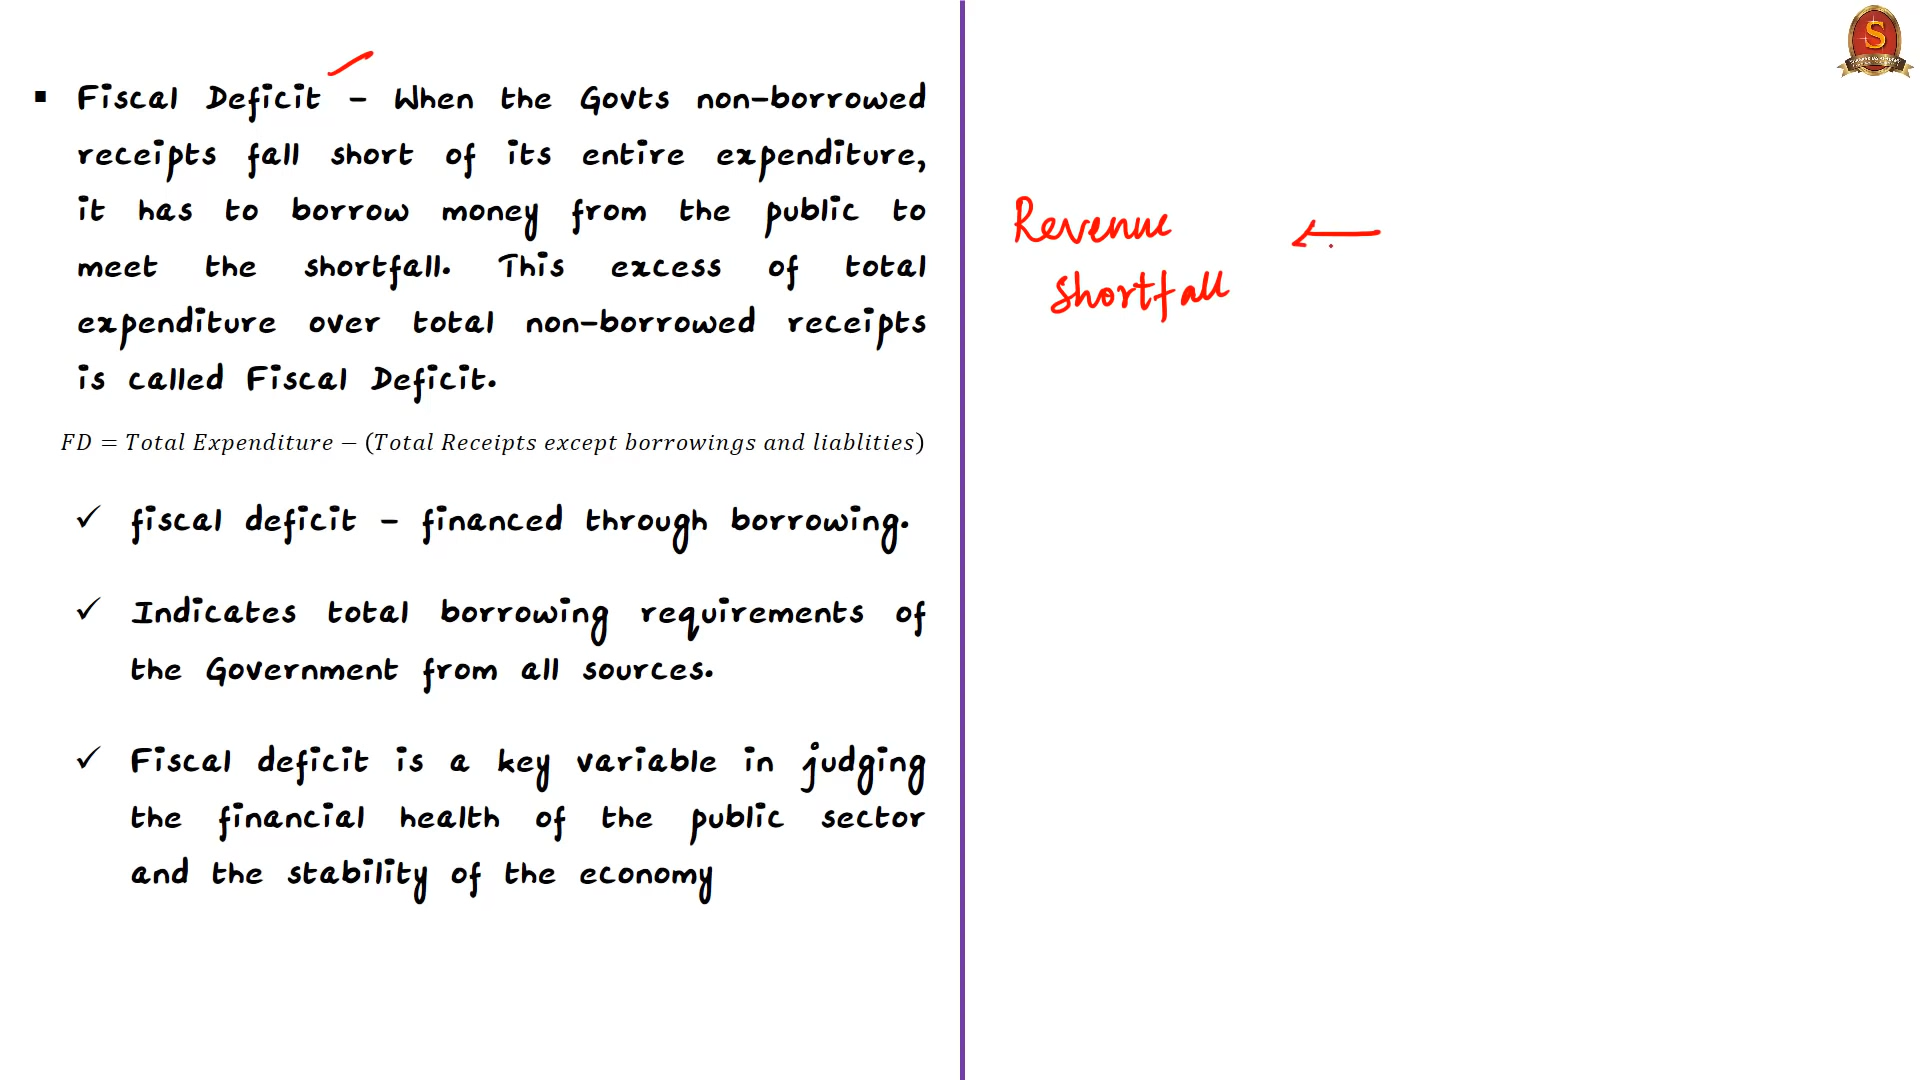 ▪ Fiscal Deficit - When the Govts non-borrowed
receipts fall short of its entire expenditure,
it has to borrow money from the public to
meet the shortfall. This excess of total
expenditure over total non-borrowed receipts
is called Fiscal Deficit.
FD = Total Expenditure − (Total Receipts except borrowings and liablities)
✓ fiscal deficit - financed through borrowing.
✓ Indicates total borrowing requirements of
the Government from all sources.
✓ Fiscal deficit is a key variable in judging
the financial health of the public sector
and the stability of the economy
Revenue ←
Shortfall
S